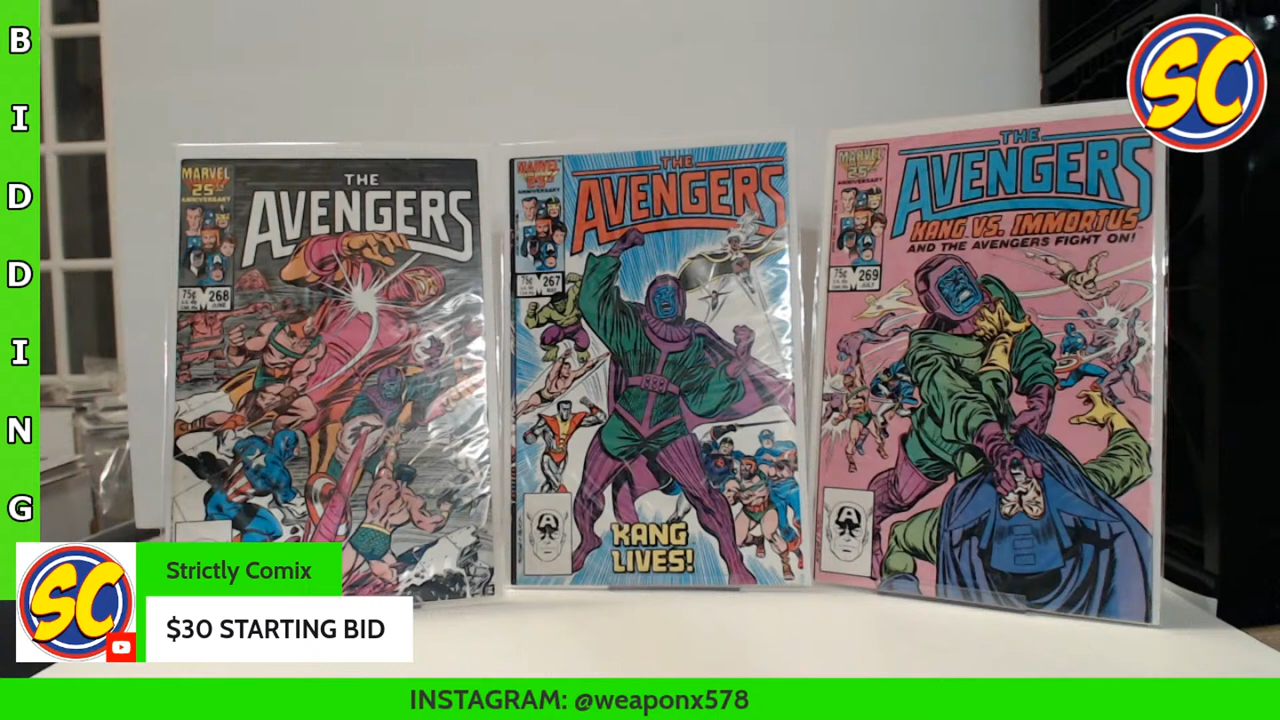 BIDDING
SC
MARVEL
25TH
ANNIVERSARY
THE
AVENGERS
75¢
268
JUNE
MARVEL
25TH
ANNIVERSARY
THE
AVENGERS
75¢
267
MAY
KANG
LIVES!
MARVEL
25TH
ANNIVERSARY
THE
AVENGERS
KANG VS. IMMORTUS
AND THE AVENGERS FIGHT ON!
75¢
269
JULY
SC
Strictly Comix
$30 STARTING BID
INSTAGRAM: @weaponx578